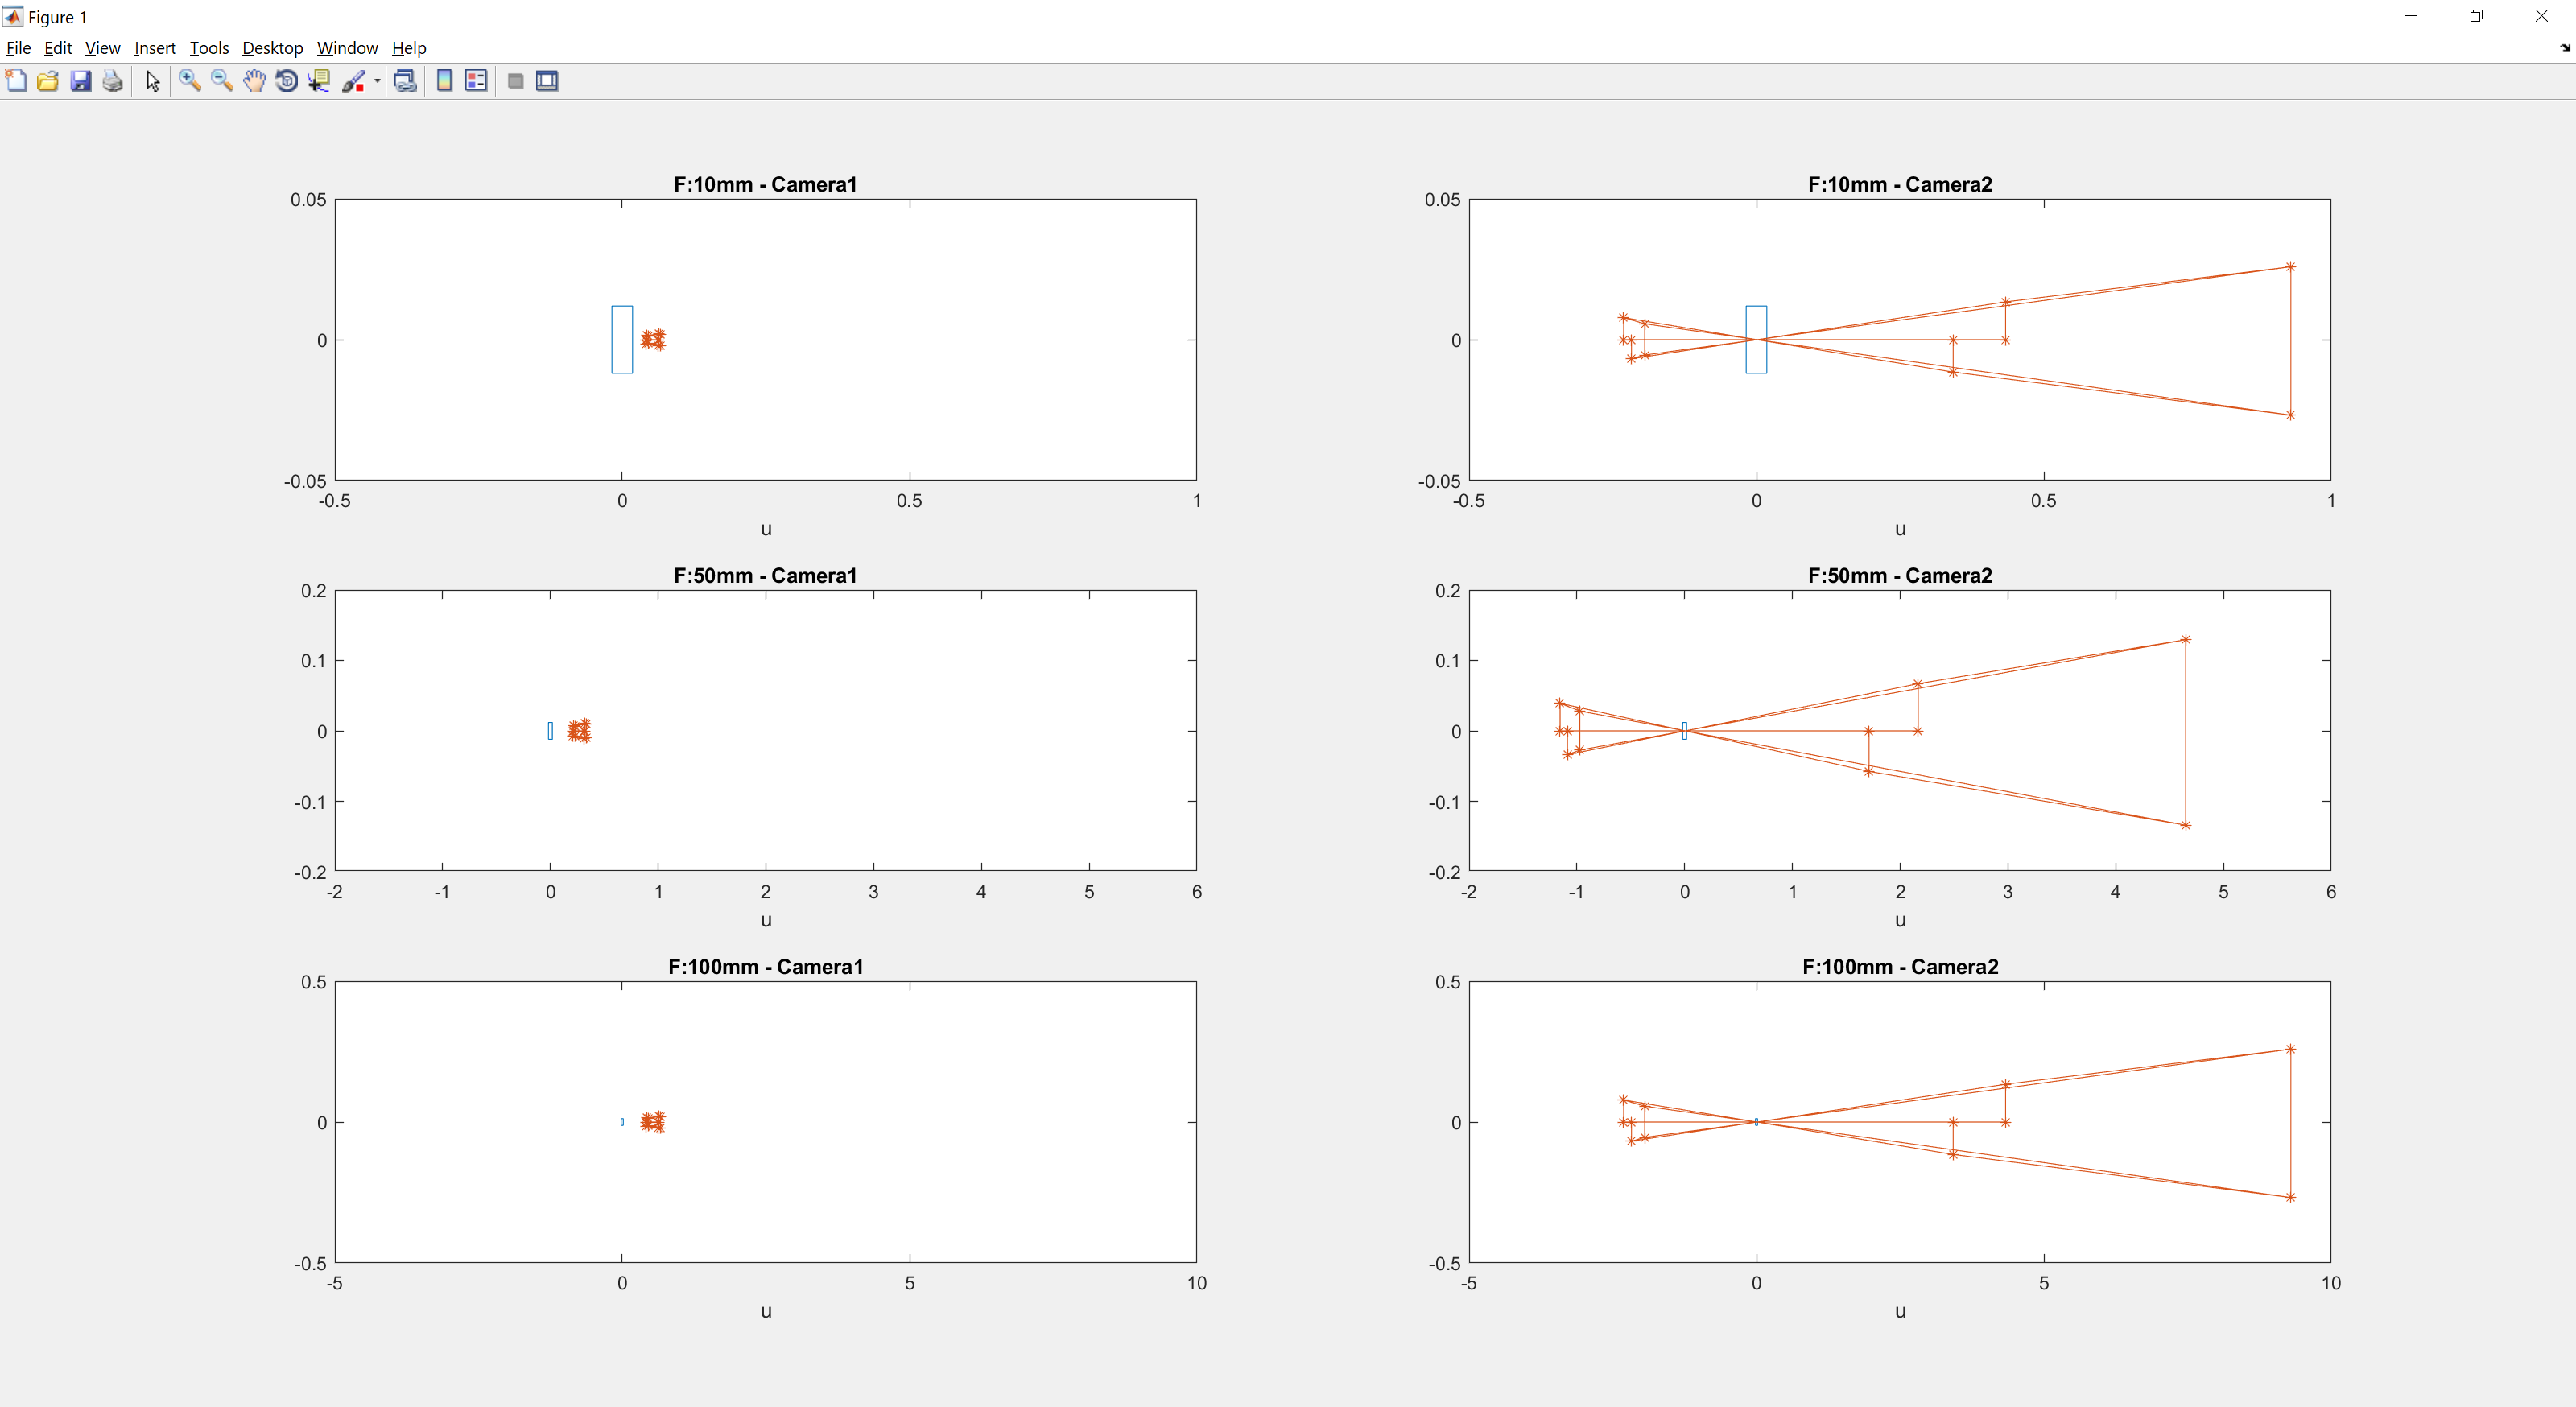 Figure 1
File Edit View Insert Tools Desktop Window Help
F:10mm - Camera1
0.05
0
-0.05
-0.5 0 0.5 1
u
F:10mm - Camera2
0.05
0
-0.05
-0.5 0 0.5 1
u
F:50mm - Camera1
0.2
0.1
0
-0.1
-0.2
-2 -1 0 1 2 3 4 5 6
u
F:50mm - Camera2
0.2
0.1
0
-0.1
-0.2
-2 -1 0 1 2 3 4 5 6
u
F:100mm - Camera1
0.5
0
-0.5
-5 0 5 10
u
F:100mm - Camera2
0.5
0
-0.5
-5 0 5 10
u